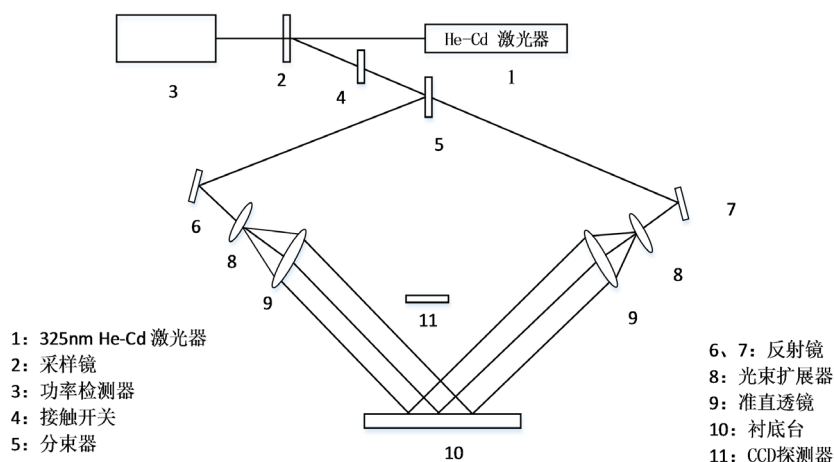 He-Cd 激光器
1
2
3
4
5
6
7
8
8
9
9
11
10
1: 325nm He-Cd 激光器
2: 采样镜
3: 功率检测器
4: 接触开关
5: 分束器
6、7: 反射镜
8: 光束扩展器
9: 准直透镜
10: 衬底台
11: CCD探测器